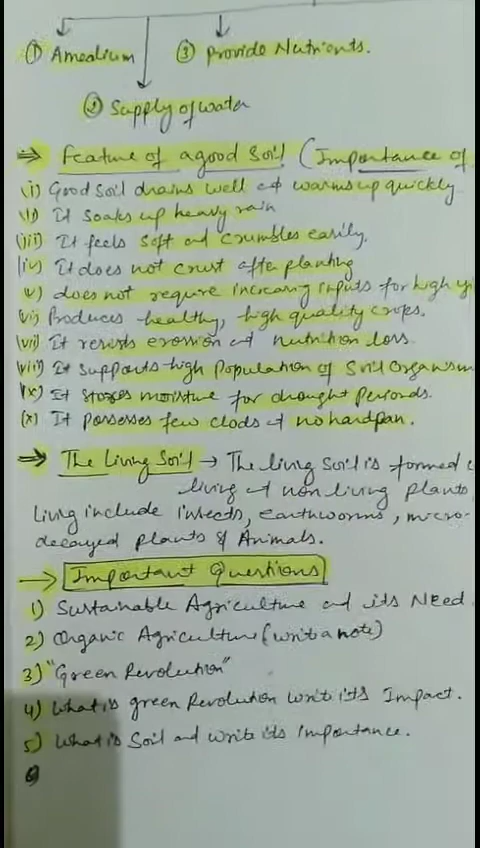 ① Amedium ③ Provide Nutrients.
② Supply of water
⇒ Feature of a good Soil (Importance of
(i) Good soil drains well and warms up quickly
(ii) It soaks up heavy rain
(iii) It feels soft and crumbles easily.
(iv) It does not crust after planting
v) does not require increasing inputs for high yi
vi) Produces healthy, high quality crops.
(vii) It resists erosion and nutrition loss.
(viii) It supports high Population of Soil Organism
(ix) It stores moisture for drought periods.
(x) It possesses few clods & no hardpan.
⇒ The Living Soil → The living soil is formed
living & non living plants
Living include insects, earthworms, micro-
decayed plants & Animals.
→ Important Questions
1) Sustainable Agriculture and its NEed
2) Organic Agriculture (write a note)
3) "Green Revolution"
4) What is green Revolution write its Impact.
5) What is Soil and write its importance.
6)